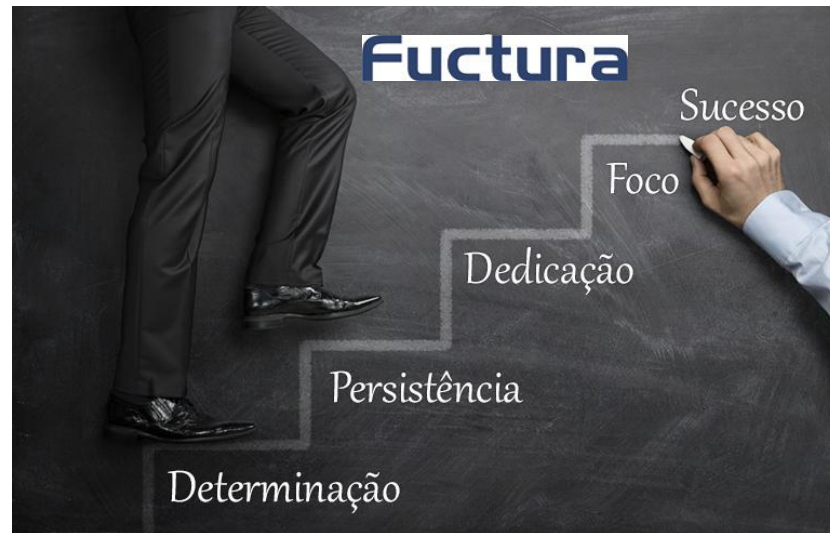 Fuctura
Sucesso
Foco
Dedicação
Persistência
Determinação